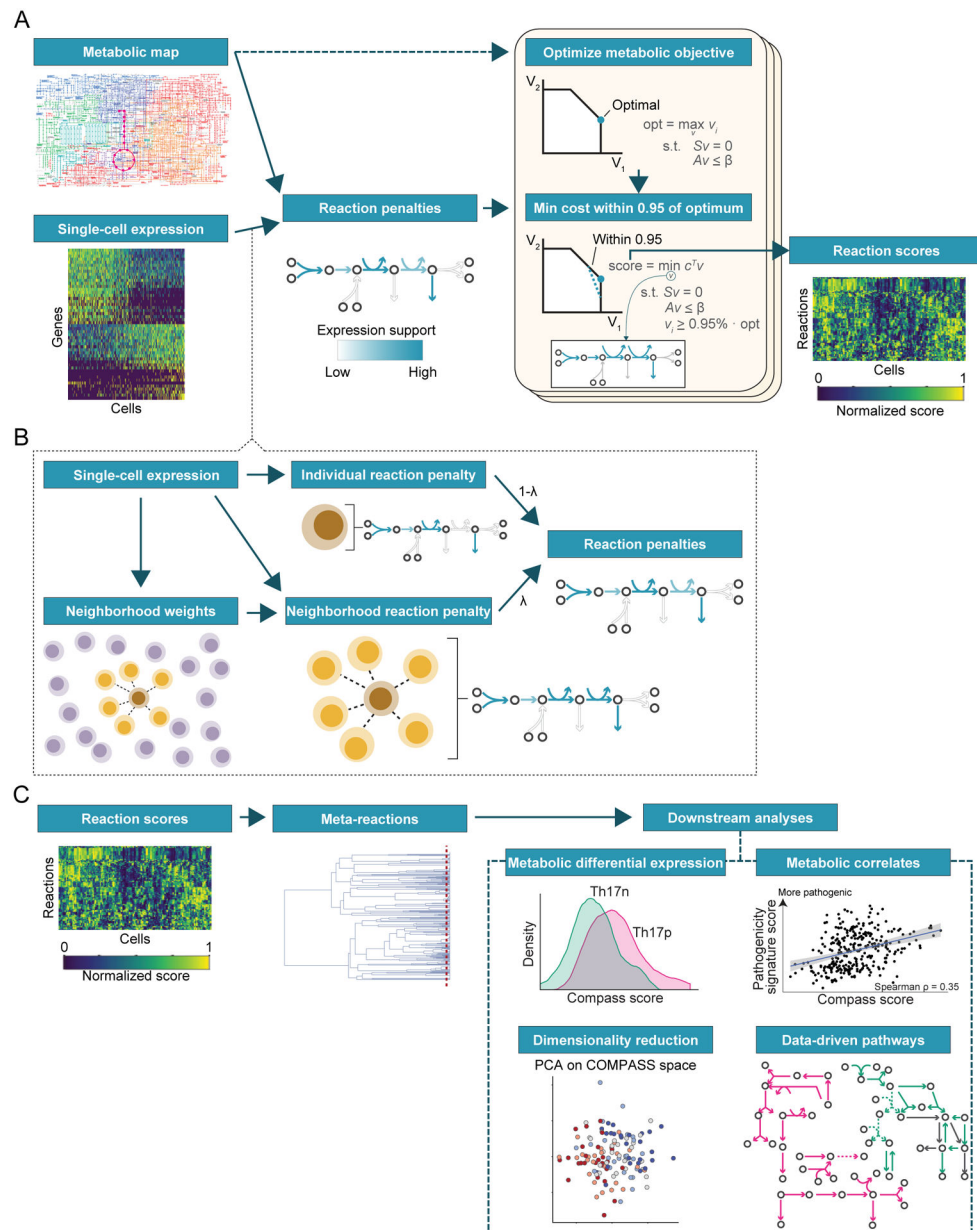 A
Metabolic map
Optimize metabolic objective
V2
Optimal
opt = max v vi
s.t. Sv = 0
Av ≤ β
V1
Single-cell expression
Reaction penalties
Min cost within 0.95 of optimum
Genes
Cells
Expression support
Low High
V2
Within 0.95
score = min v cTv
s.t. Sv = 0
Av ≤ β
vi ≥ 0.95% · opt
V1
Reaction scores
Reactions
Cells
0 1
Normalized score
B
Single-cell expression
Individual reaction penalty
1-λ
Reaction penalties
Neighborhood weights
Neighborhood reaction penalty
λ
C
Reaction scores
Meta-reactions
Downstream analyses
Reactions
Cells
0 1
Normalized score
Metabolic differential expression
Th17n
Th17p
Density
Compass score
Metabolic correlates
More pathogenic
Pathogenicity
signature score
Spearman ρ = 0.35
Compass score
Dimensionality reduction
PCA on COMPASS space
Data-driven pathways